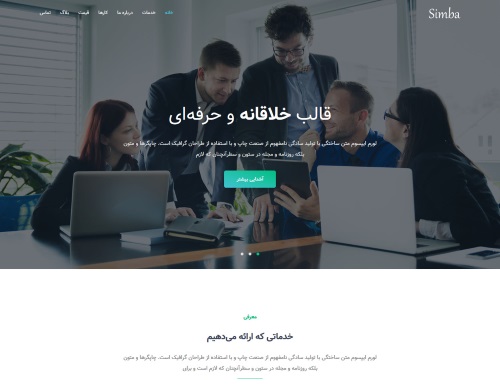 Simba
خانه خدمات درباره ما کارها قیمت بلاگ تماس
قالب خلاقانه و حرفه‌ای
لورم ایپسوم متن ساختگی با تولید سادگی نامفهوم از صنعت چاپ و با استفاده از طراحان گرافیک است. چاپگرها و متون
بلکه روزنامه و مجله در ستون و سطرآنچنان که لازم
آشنایی بیشتر
معرفی
خدماتی که ارائه می‌دهیم
لورم ایپسوم متن ساختگی با تولید سادگی نامفهوم از صنعت چاپ و با استفاده از طراحان گرافیک است. چاپگرها و متون
بلکه روزنامه و مجله در ستون و سطرآنچنان که لازم است و برای